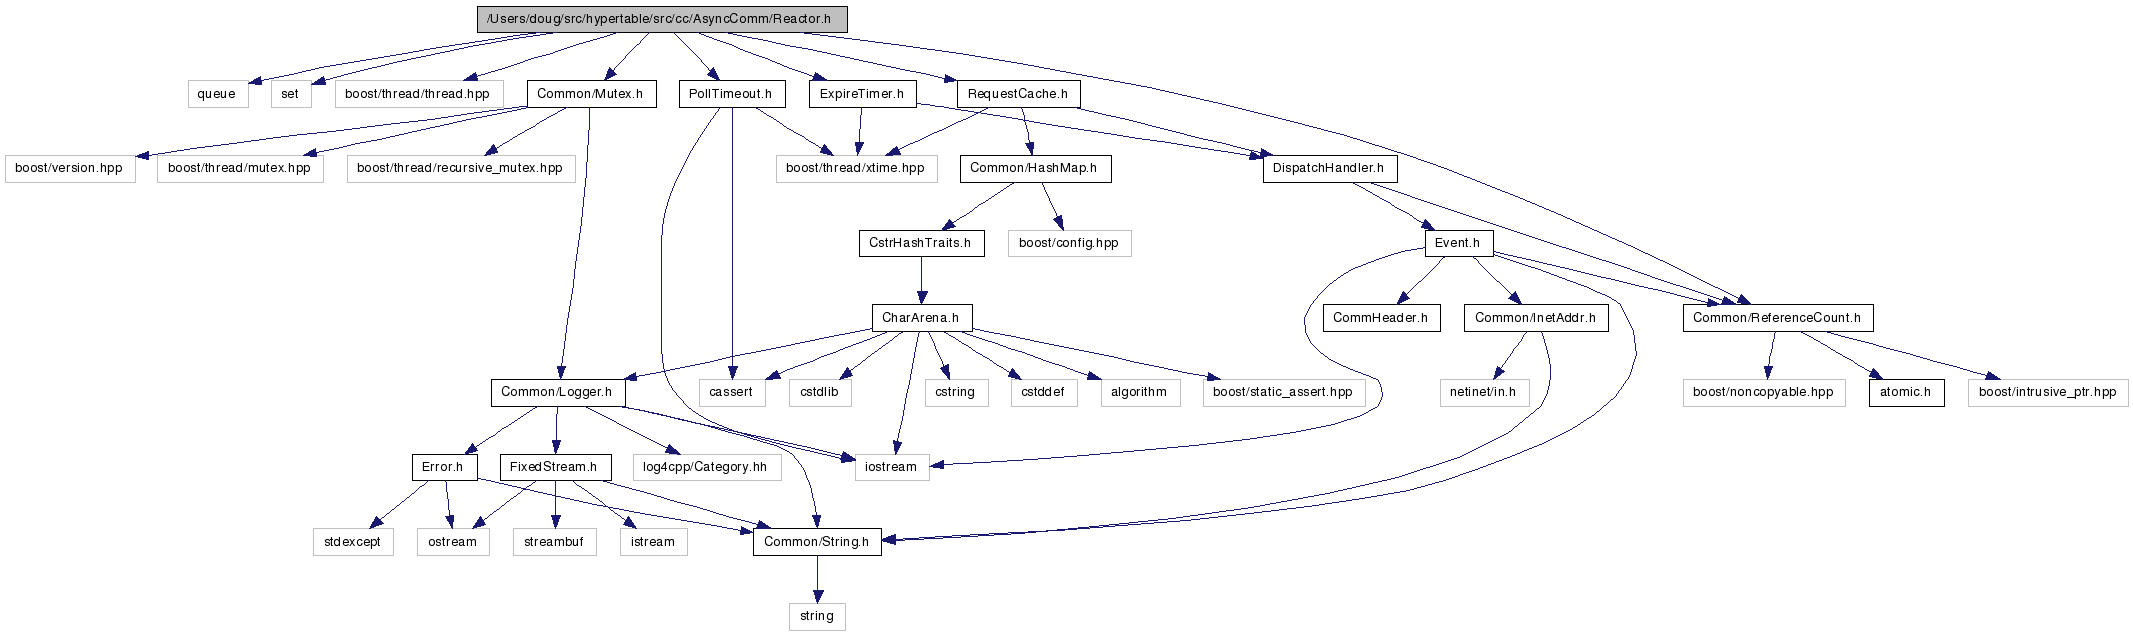 /Users/doug/src/hypertable/src/cc/AsyncComm/Reactor.h
queue
set
boost/thread/thread.hpp
Common/Mutex.h
PollTimeout.h
ExpireTimer.h
RequestCache.h
boost/version.hpp
boost/thread/mutex.hpp
boost/thread/recursive_mutex.hpp
boost/thread/xtime.hpp
Common/HashMap.h
DispatchHandler.h
CstrHashTraits.h
boost/config.hpp
Event.h
CharArena.h
CommHeader.h
Common/InetAddr.h
Common/ReferenceCount.h
Common/Logger.h
cassert
cstdlib
cstring
cstddef
algorithm
boost/static_assert.hpp
netinet/in.h
boost/noncopyable.hpp
atomic.h
boost/intrusive_ptr.hpp
Error.h
FixedStream.h
log4cpp/Category.hh
iostream
stdexcept
ostream
streambuf
istream
Common/String.h
string